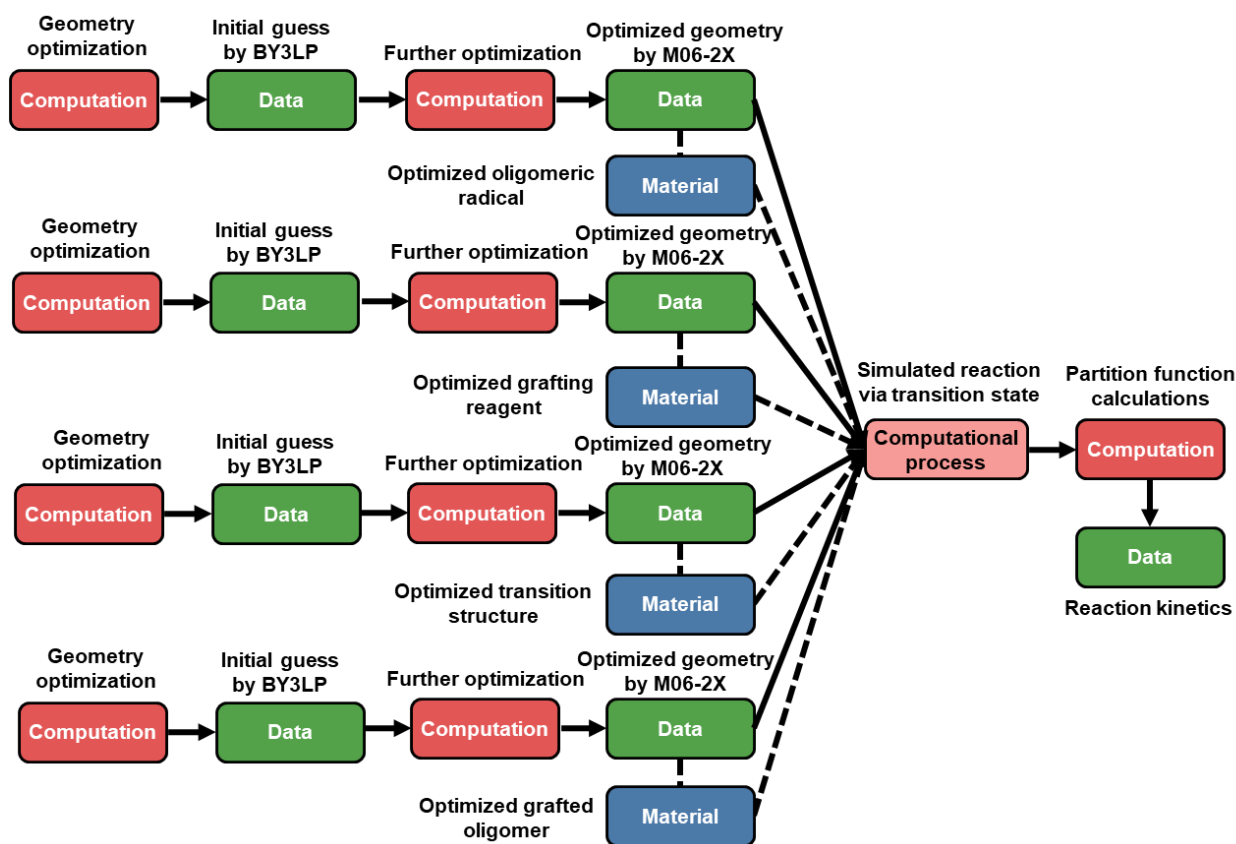 Geometry
optimization
Initial guess
by BY3LP
Further optimization
Optimized geometry
by M06-2X
Computation
Data
Computation
Data
Optimized oligomeric
radical
Material
Geometry
optimization
Initial guess
by BY3LP
Further optimization
Optimized geometry
by M06-2X
Computation
Data
Computation
Data
Optimized grafting
reagent
Material
Simulated reaction
via transition state
Partition function
calculations
Computational
process
Computation
Data
Reaction kinetics
Geometry
optimization
Initial guess
by BY3LP
Further optimization
Optimized geometry
by M06-2X
Computation
Data
Computation
Data
Optimized transition
structure
Material
Geometry
optimization
Initial guess
by BY3LP
Further optimization
Optimized geometry
by M06-2X
Computation
Data
Computation
Data
Optimized grafted
oligomer
Material